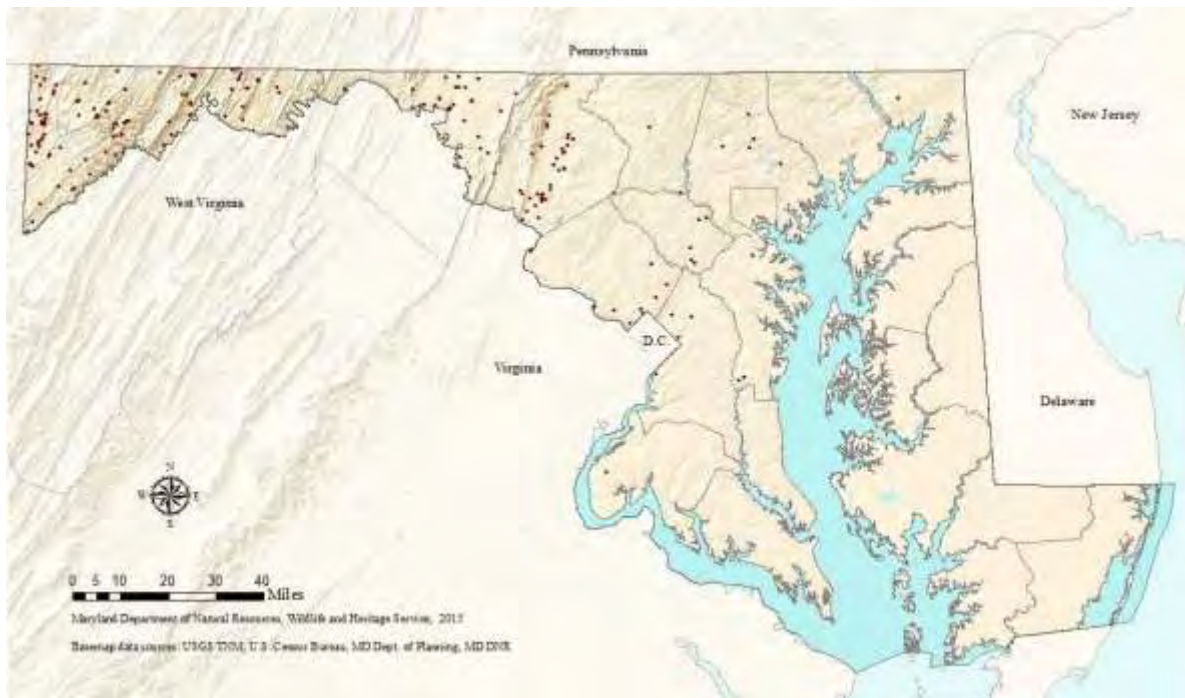 Pennsylvania
New Jersey
West Virginia
D.C.
Virginia
Delaware
N
W E
S
0 5 10 20 30 40
Miles
Maryland Department of Natural Resources, Wildlife and Heritage Service, 2015
Basemap data sources: USGS TNM, U.S. Census Bureau, MD Dept. of Planning, MD DNR